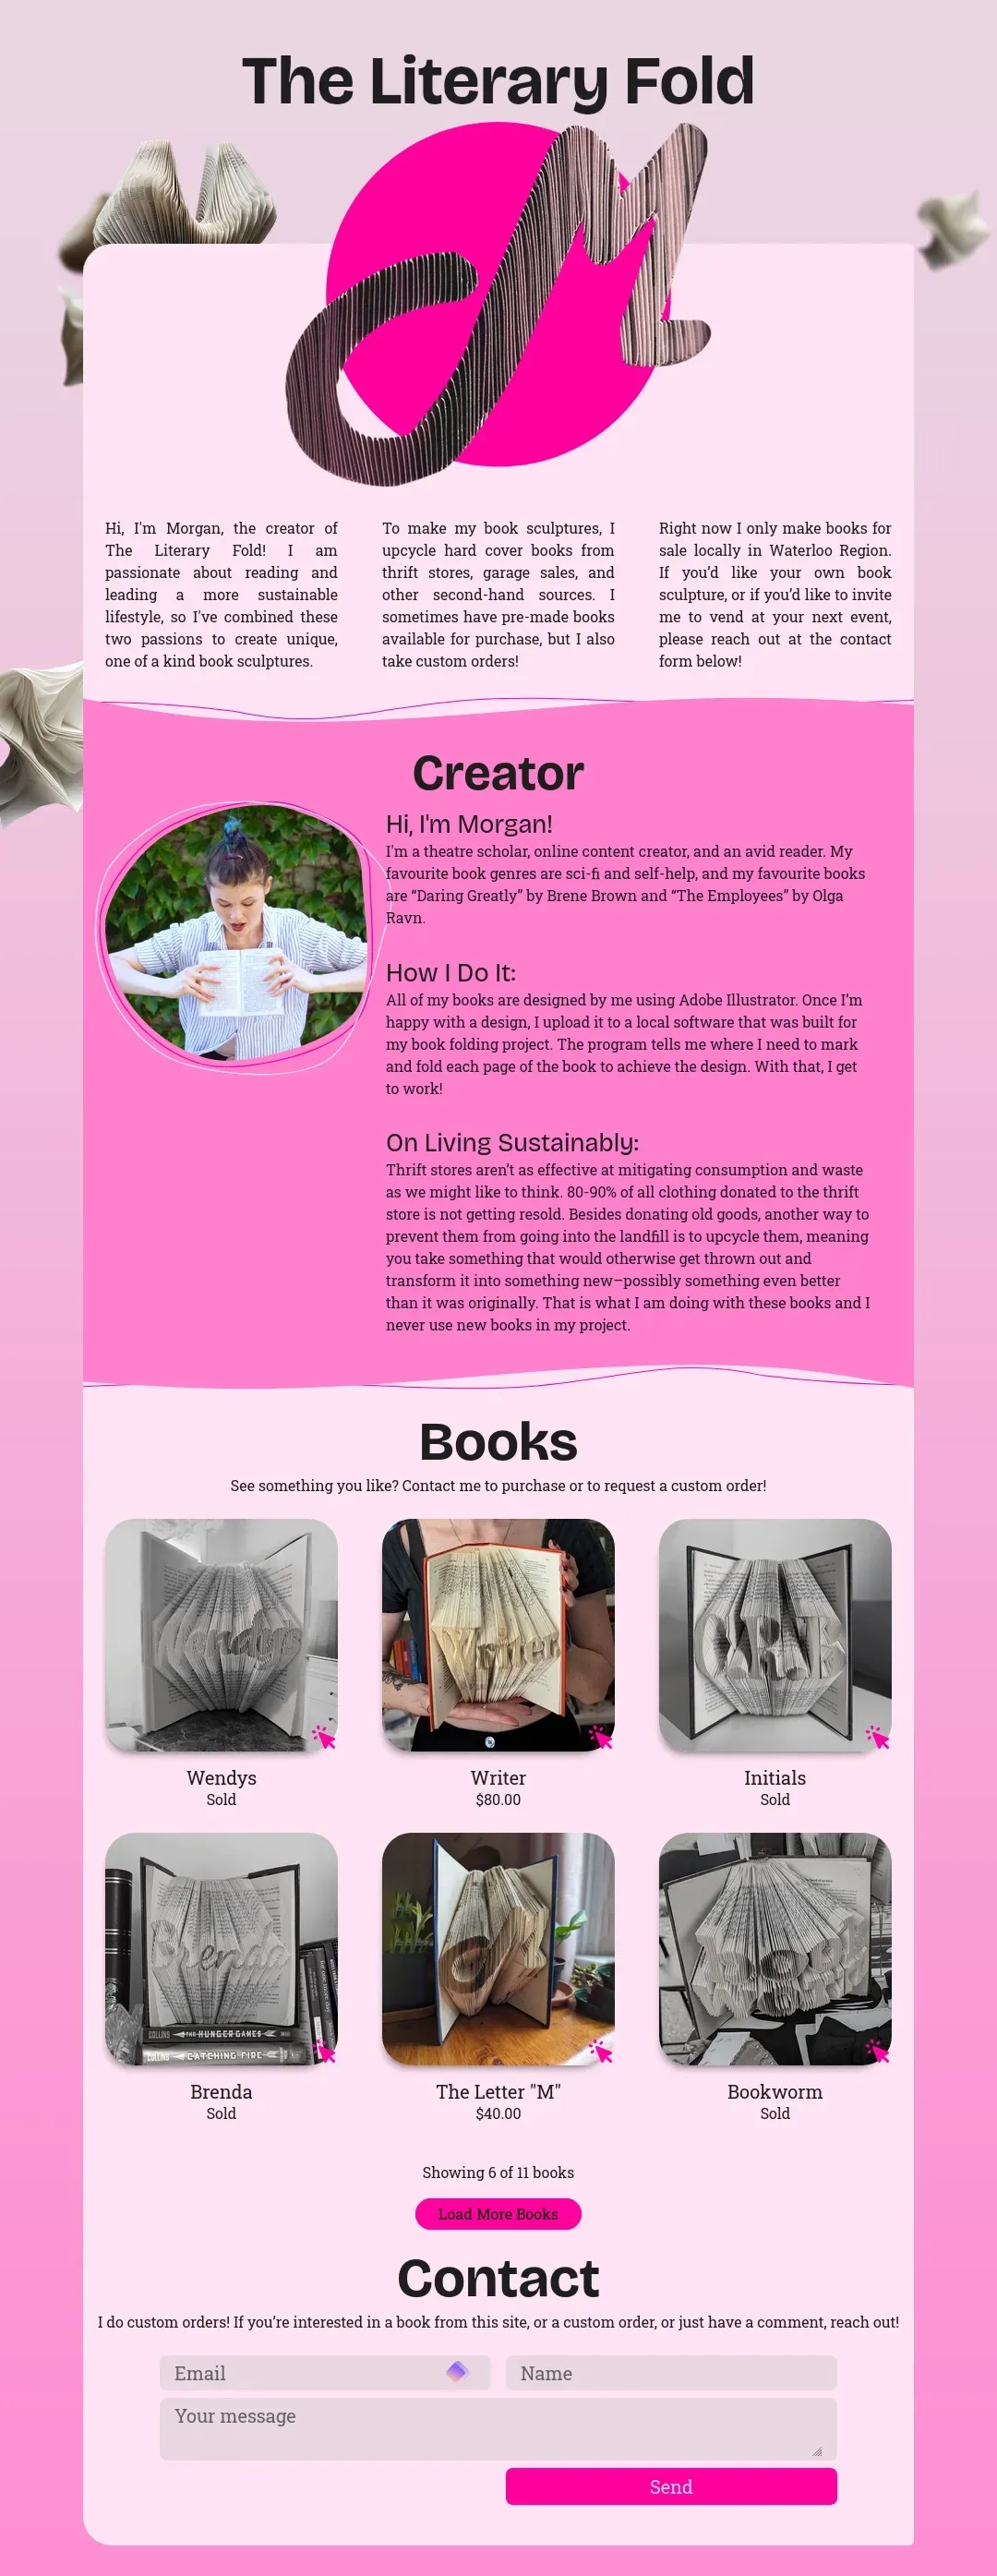 The Literary Fold
Hi, I'm Morgan, the creator of
The Literary Fold! I am
passionate about reading and
leading a more sustainable
lifestyle, so I've combined these
two passions to create unique,
one of a kind book sculptures.
To make my book sculptures, I
upcycle hard cover books from
thrift stores, garage sales, and
other second-hand sources. I
sometimes have pre-made books
available for purchase, but I also
take custom orders!
Right now I only make books for
sale locally in Waterloo Region.
If you’d like your own book
sculpture, or if you’d like to invite
me to vend at your next event,
please reach out at the contact
form below!
Creator
Hi, I'm Morgan!
I'm a theatre scholar, online content creator, and an avid reader. My
favourite book genres are sci-fi and self-help, and my favourite books
are “Daring Greatly” by Brene Brown and “The Employees” by Olga
Ravn.
How I Do It:
All of my books are designed by me using Adobe Illustrator. Once I’m
happy with a design, I upload it to a local software that was built for
my book folding project. The program tells me where I need to mark
and fold each page of the book to achieve the design. With that, I get
to work!
On Living Sustainably:
Thrift stores aren’t as effective at mitigating consumption and waste
as we might like to think. 80-90% of all clothing donated to the thrift
store is not getting resold. Besides donating old goods, another way to
prevent them from going into the landfill is to upcycle them, meaning
you take something that would otherwise get thrown out and
transform it into something new–possibly something even better
than it was originally. That is what I am doing with these books and I
never use new books in my project.
Books
See something you like? Contact me to purchase or to request a custom order!
Wendys
Writer
Wendys
Sold
Writer
$80.00
Initials
Sold
Brenda
COLLINS THE HUNGER GAMES
COLLINS CATCHING FIRE
M
Brenda
Sold
The Letter "M"
$40.00
Bookworm
Sold
Showing 6 of 11 books
Load More Books
Contact
I do custom orders! If you’re interested in a book from this site, or a custom order, or just have a comment, reach out!
Email
Name
Your message
Send